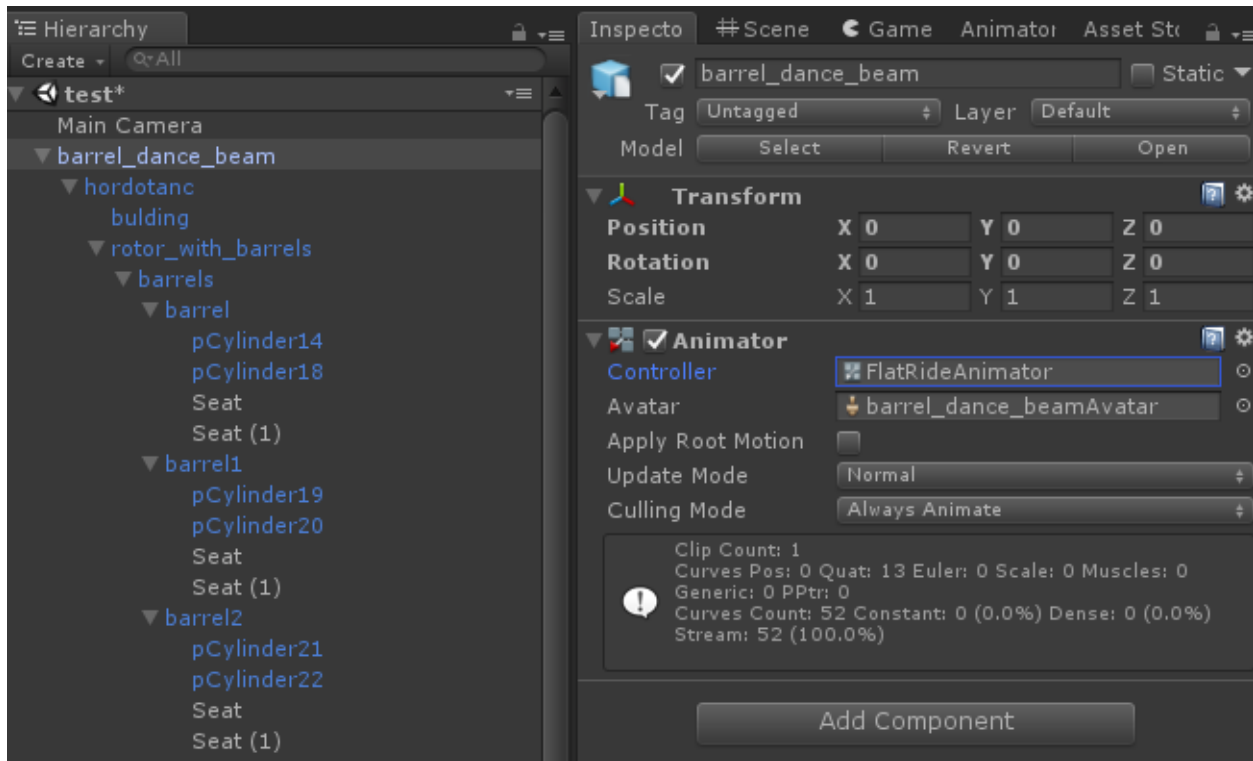 Hierarchy
Create
All
test*
Main Camera
barrel_dance_beam
hordotanc
bulding
rotor_with_barrels
barrels
barrel
pCylinder14
pCylinder18
Seat
Seat (1)
barrel1
pCylinder19
pCylinder20
Seat
Seat (1)
barrel2
pCylinder21
pCylinder22
Seat
Seat (1)
Inspecto Scene Game Animator Asset Sto
barrel_dance_beam Static
Tag Untagged Layer Default
Model Select Revert Open
Transform
Position X 0 Y 0 Z 0
Rotation X 0 Y 0 Z 0
Scale X 1 Y 1 Z 1
Animator
Controller FlatRideAnimator
Avatar barrel_dance_beamAvatar
Apply Root Motion
Update Mode Normal
Culling Mode Always Animate
Clip Count: 1
Curves Pos: 0 Quat: 13 Euler: 0 Scale: 0 Muscles: 0
Generic: 0 PPtr: 0
Curves Count: 52 Constant: 0 (0.0%) Dense: 0 (0.0%)
Stream: 52 (100.0%)
Add Component